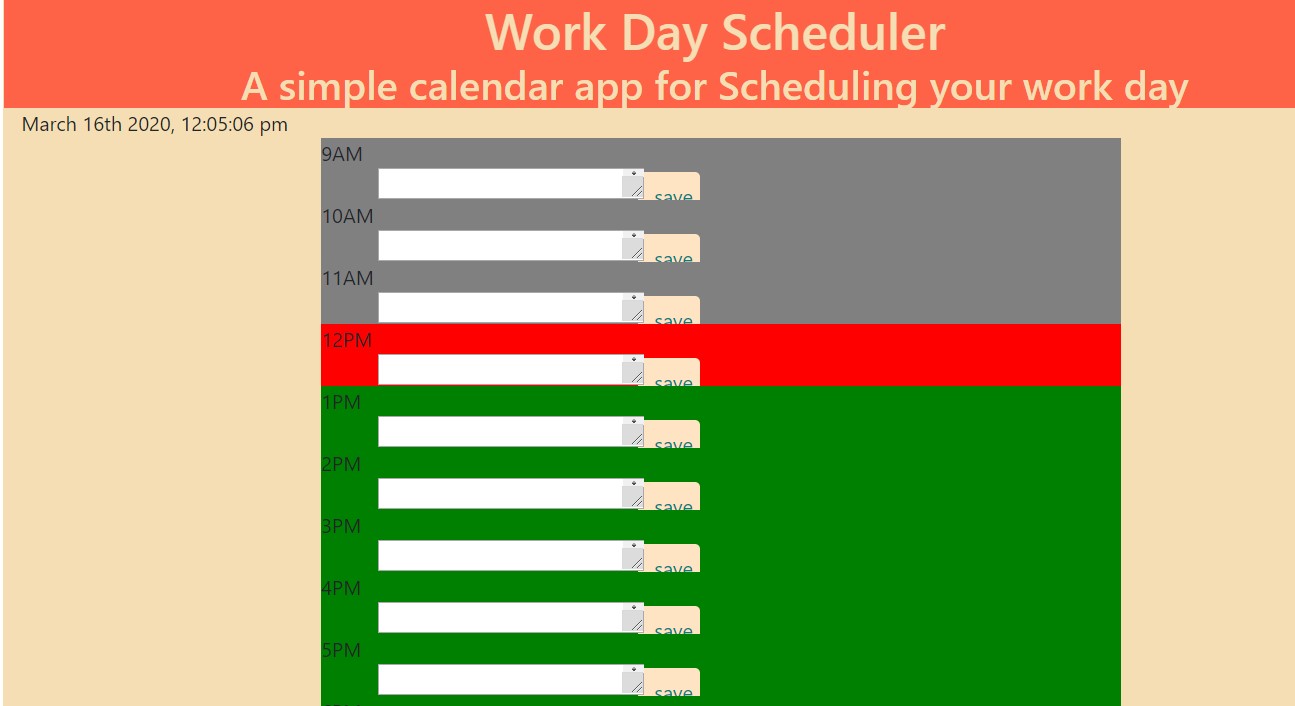 Work Day Scheduler
A simple calendar app for Scheduling your work day
March 16th 2020, 12:05:06 pm
9AM
save
10AM
save
11AM
save
12PM
save
1PM
save
2PM
save
3PM
save
4PM
save
5PM
save